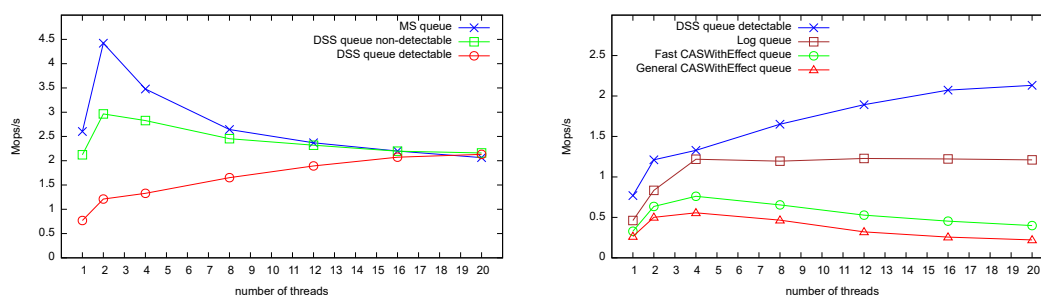 MS queue
DSS queue non-detectable
DSS queue detectable
4.5
4
3.5
3
2.5
2
1.5
1
0.5
0
Mops/s
1 2 3 4 5 6 7 8 9 10 11 12 13 14 15 16 17 18 19 20
number of threads
DSS queue detectable
Log queue
Fast CASWithEffect queue
General CASWithEffect queue
2.5
2
1.5
1
0.5
0
Mops/s
1 2 3 4 5 6 7 8 9 10 11 12 13 14 15 16 17 18 19 20
number of threads